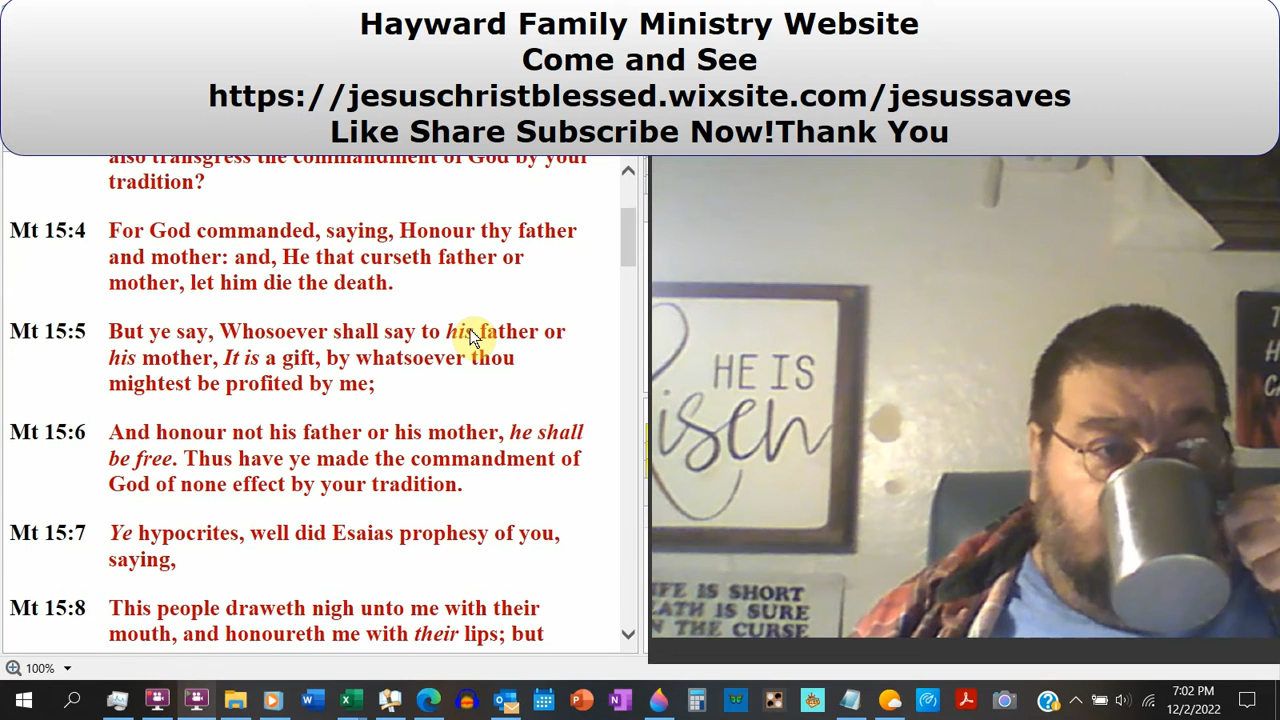 Hayward Family Ministry Website
Come and See
https://jesuschristblessed.wixsite.com/jesussaves
Like Share Subscribe Now!Thank You
also transgress the commandment of God by your
tradition?
Mt 15:4 For God commanded, saying, Honour thy father
and mother: and, He that curseth father or
mother, let him die the death.
Mt 15:5 But ye say, Whosoever shall say to his father or
his mother, It is a gift, by whatsoever thou
mightest be profited by me;
Mt 15:6 And honour not his father or his mother, he shall
be free. Thus have ye made the commandment of
God of none effect by your tradition.
Mt 15:7 Ye hypocrites, well did Esaias prophesy of you,
saying,
Mt 15:8 This people draweth nigh unto me with their
mouth, and honoureth me with their lips; but
HE IS
Risen
IFE IS SHORT
EATH IS SURE
N THE CURSE
100%
7:02 PM
12/2/2022